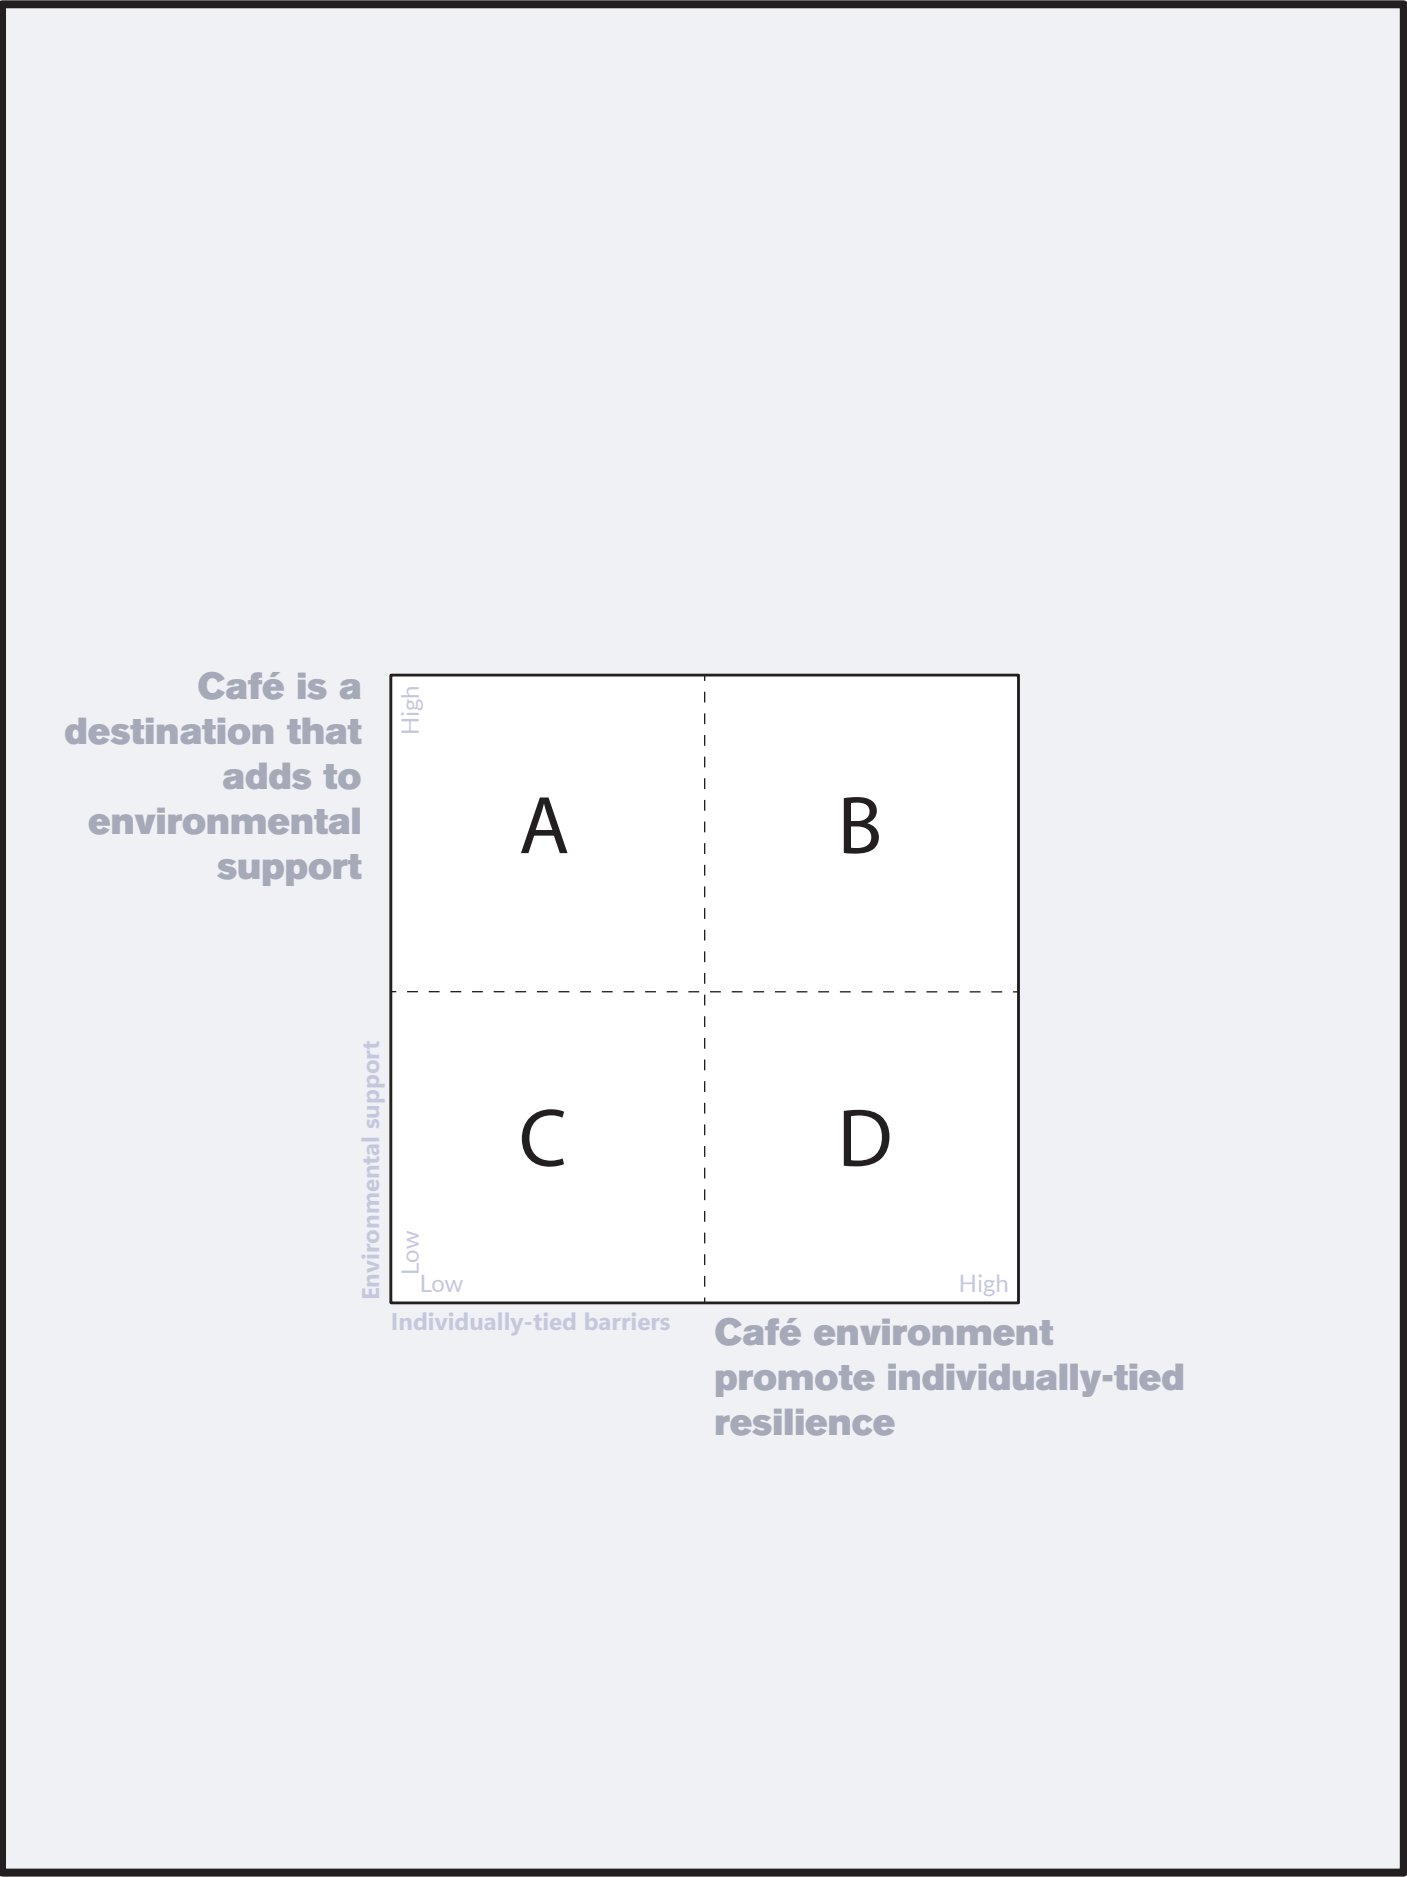 Café is a
destination that
adds to
environmental
support
High
A
B
Environmental support
C
D
Low
Low
High
Individually-tied barriers
Café environment
promote individually-tied
resilience